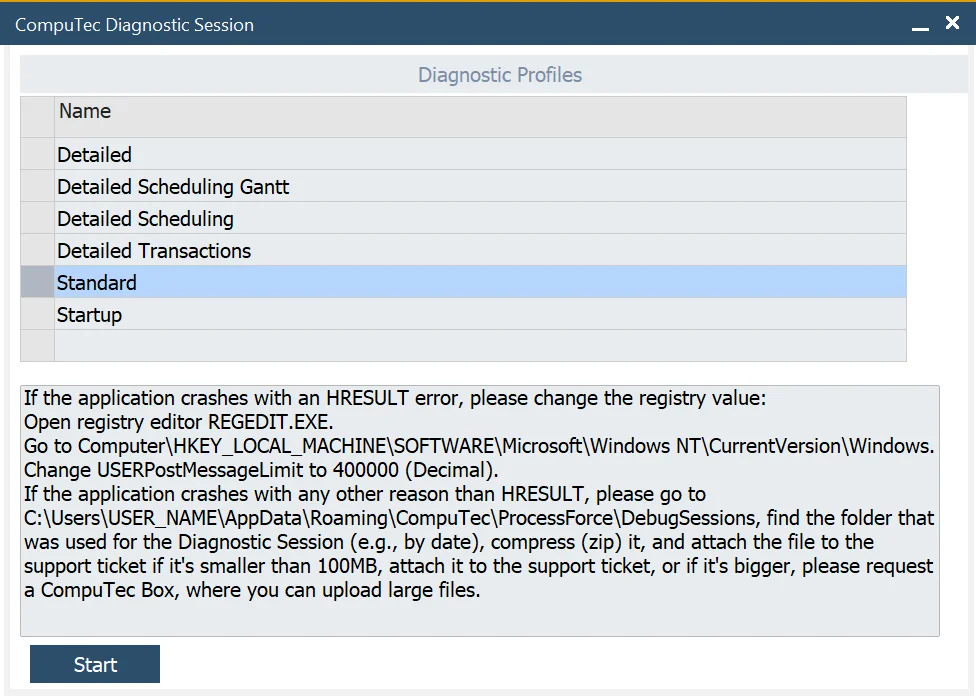 CompuTec Diagnostic Session
Diagnostic Profiles
Name
Detailed
Detailed Scheduling Gantt
Detailed Scheduling
Detailed Transactions
Standard
Startup
If the application crashes with an HRESULT error, please change the registry value:
Open registry editor REGEDIT.EXE.
Go to Computer\HKEY_LOCAL_MACHINE\SOFTWARE\Microsoft\Windows NT\CurrentVersion\Windows.
Change USERPostMessageLimit to 400000 (Decimal).
If the application crashes with any other reason than HRESULT, please go to
C:\Users\USER_NAME\AppData\Roaming\CompuTec\ProcessForce\DebugSessions, find the folder that
was used for the Diagnostic Session (e.g., by date), compress (zip) it, and attach the file to the
support ticket if it's smaller than 100MB, attach it to the support ticket, or if it's bigger, please request
a CompuTec Box, where you can upload large files.
Start